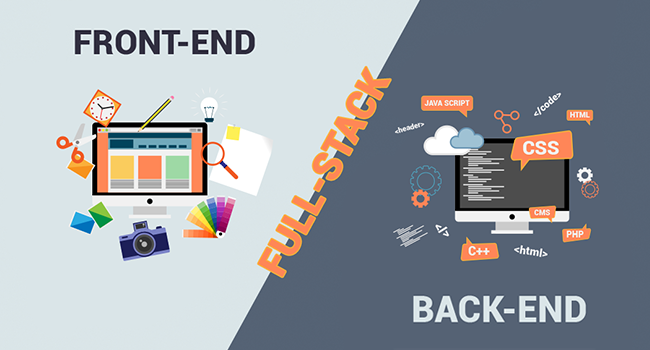 FRONT-END
FULL-STACK
JAVA SCRIPT
</code>
HTML
<header>
CSS
CMS
PHP
C++
<html>
BACK-END